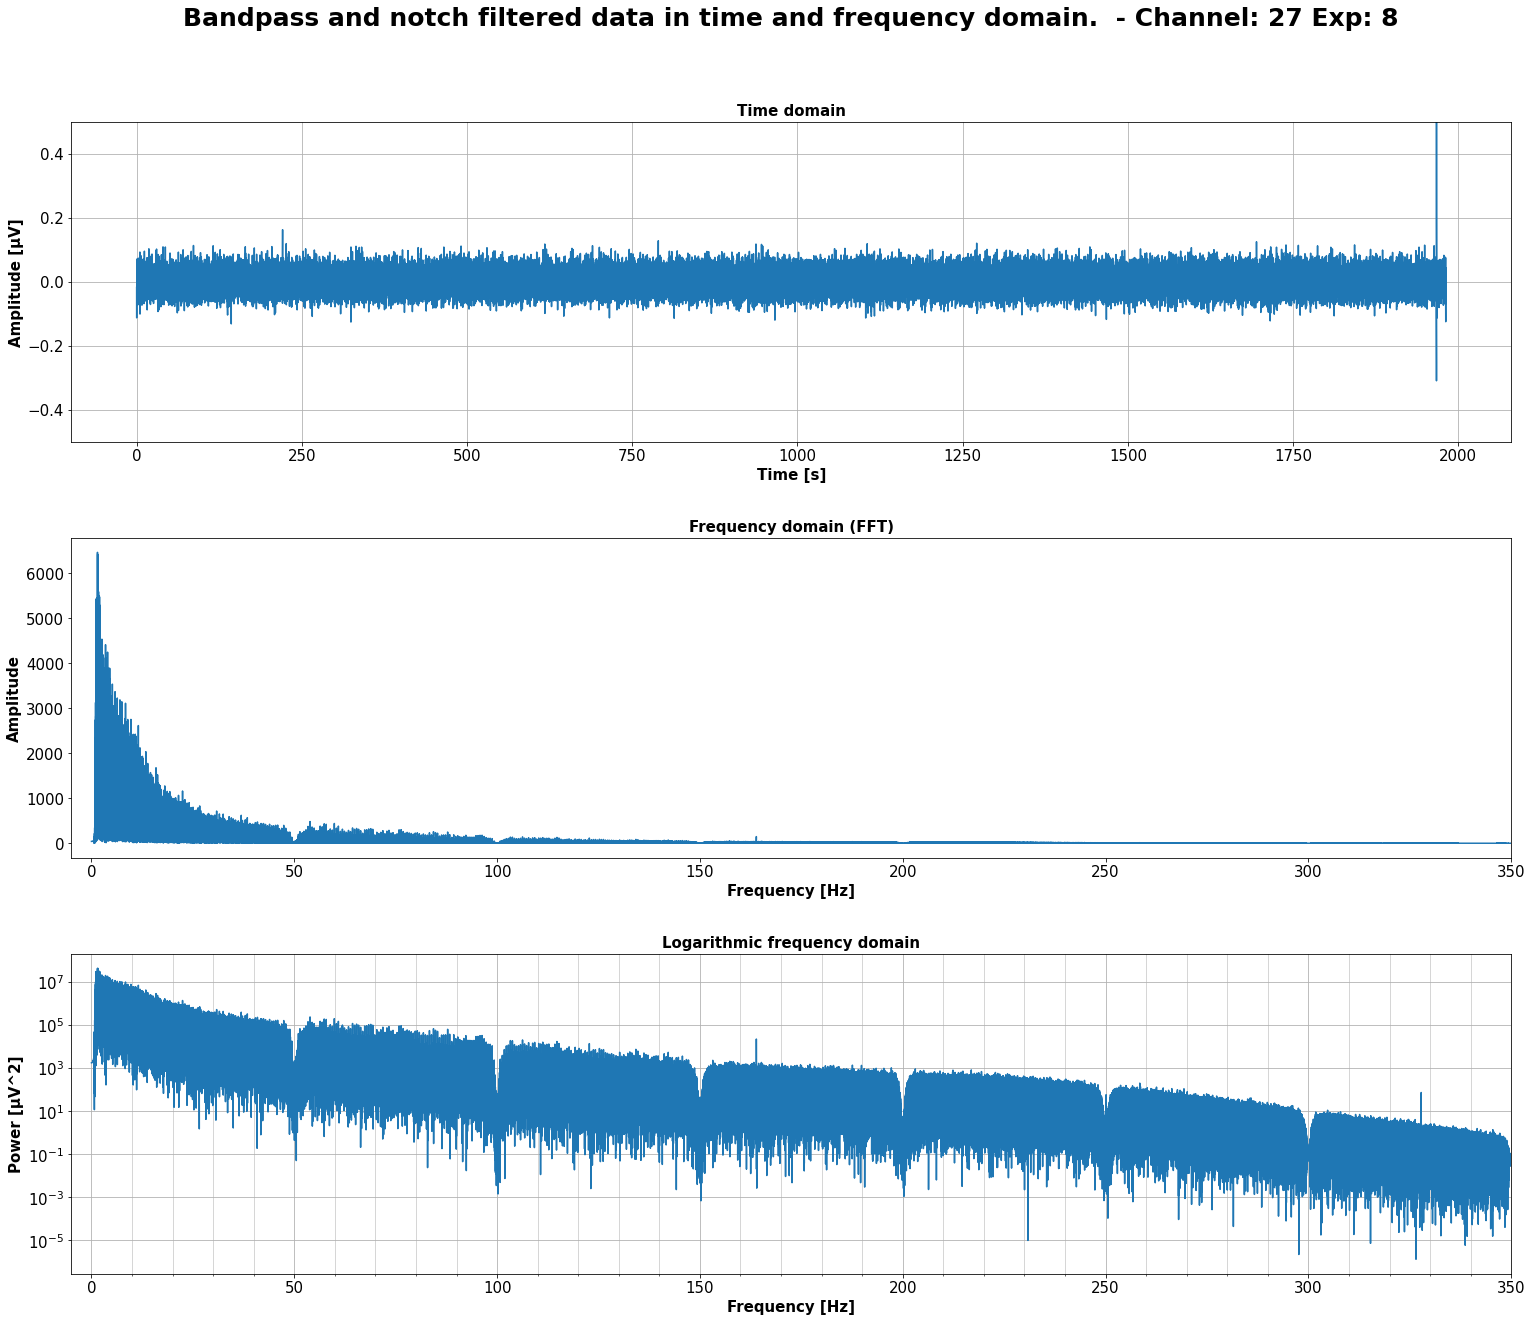 Bandpass and notch filtered data in time and frequency domain.  - Channel: 27 Exp: 8
Time domain
Amplitude [µV]
0.4
0.2
0.0
−0.2
−0.4
0 250 500 750 1000 1250 1500 1750 2000
Time [s]
Frequency domain (FFT)
Amplitude
6000
5000
4000
3000
2000
1000
0
0 50 100 150 200 250 300 350
Frequency [Hz]
Logarithmic frequency domain
Power [µV^2]
10^7
10^5
10^3
10^1
10^−1
10^−3
10^−5
0 50 100 150 200 250 300 350
Frequency [Hz]